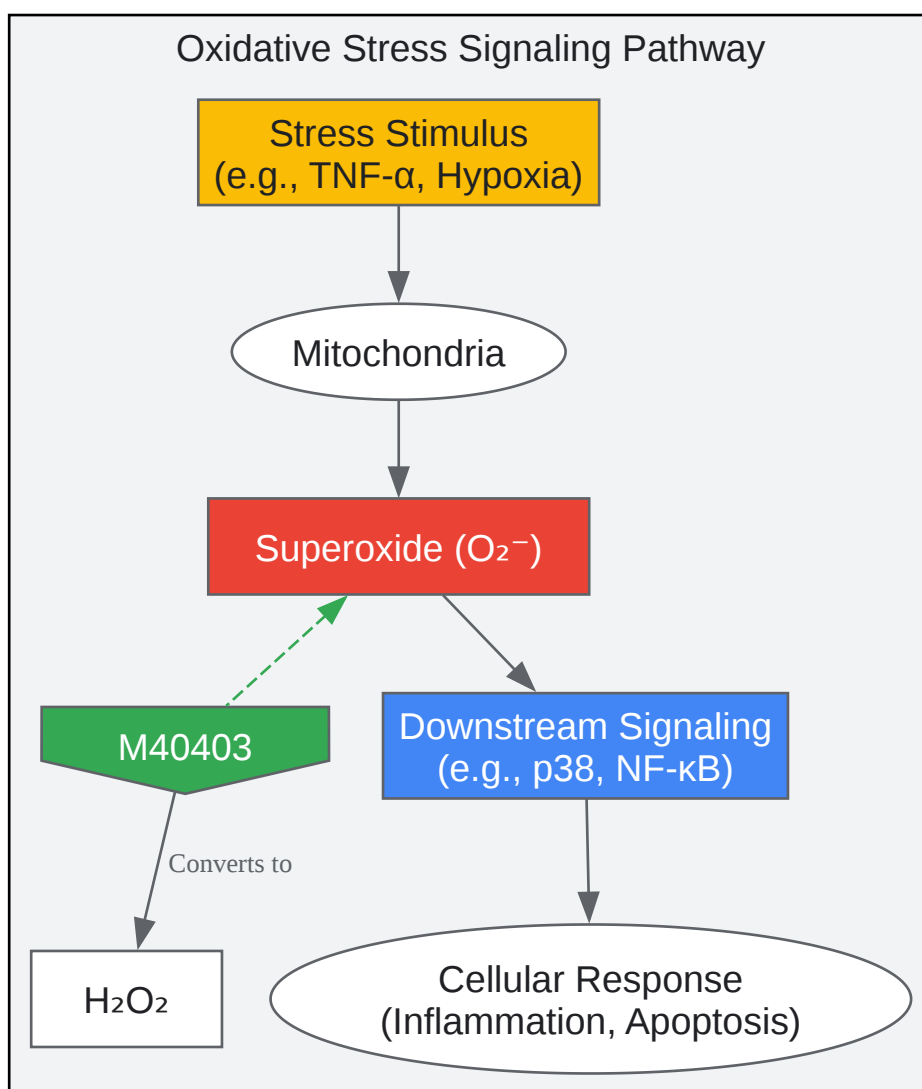 Oxidative Stress Signaling Pathway
Stress Stimulus
(e.g., TNF-α, Hypoxia)
Mitochondria
Superoxide (O₂⁻)
M40403
Downstream Signaling
(e.g., p38, NF-κB)
Converts to
H₂O₂
Cellular Response
(Inflammation, Apoptosis)